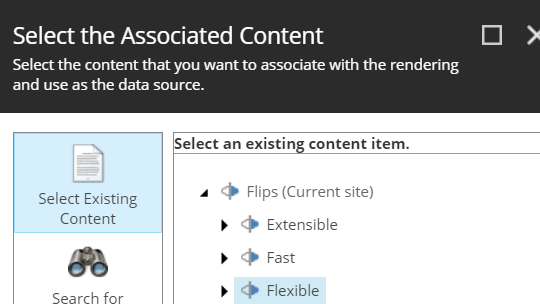 Select the Associated Content
Select the content that you want to associate with the rendering
and use as the data source.
Select Existing
Content
Search for
Select an existing content item.
Flips (Current site)
Extensible
Fast
Flexible